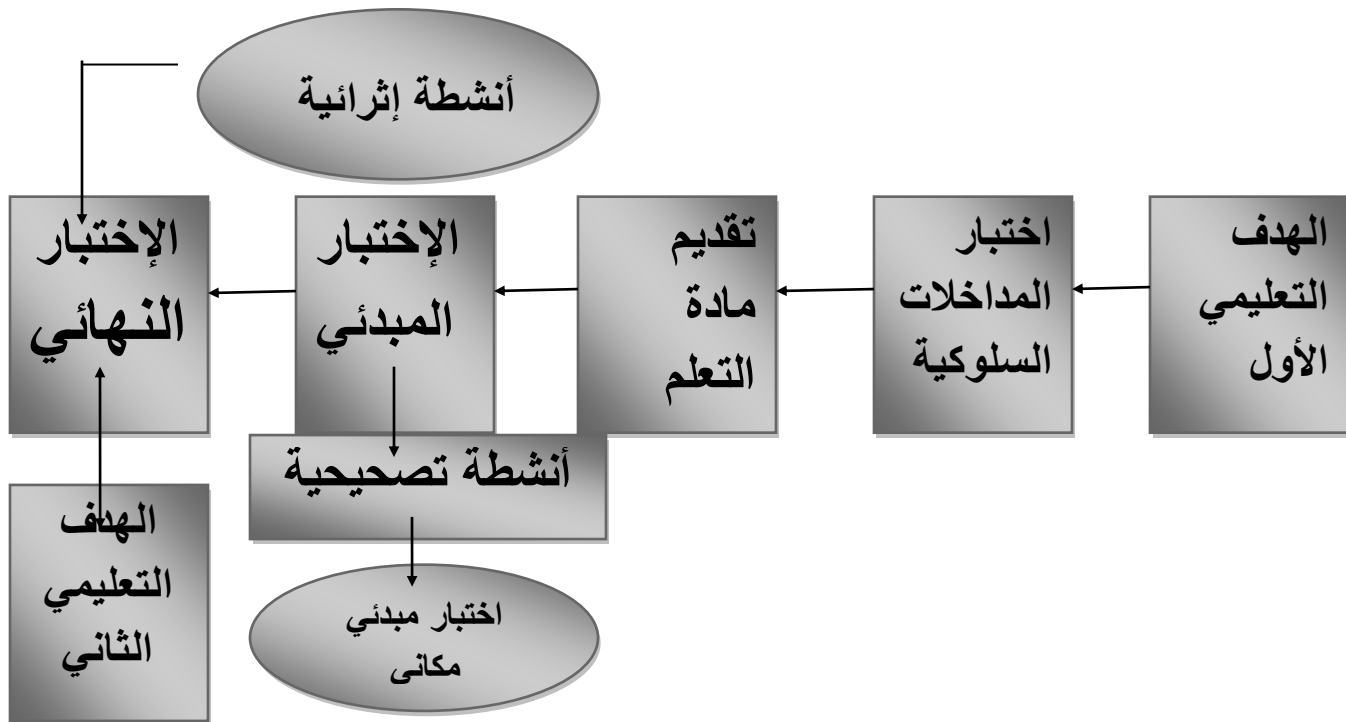 أنشطة إثرائية
الهدف
التعليمي
الأول
اختبار
المداخلات
السلوكية
تقديم
مادة
التعلم
الإختبار
المبدئي
الإختبار
النهائي
أنشطة تصحيحية
اختبار مبدئي
مكانى
الهدف
التعليمي
الثاني